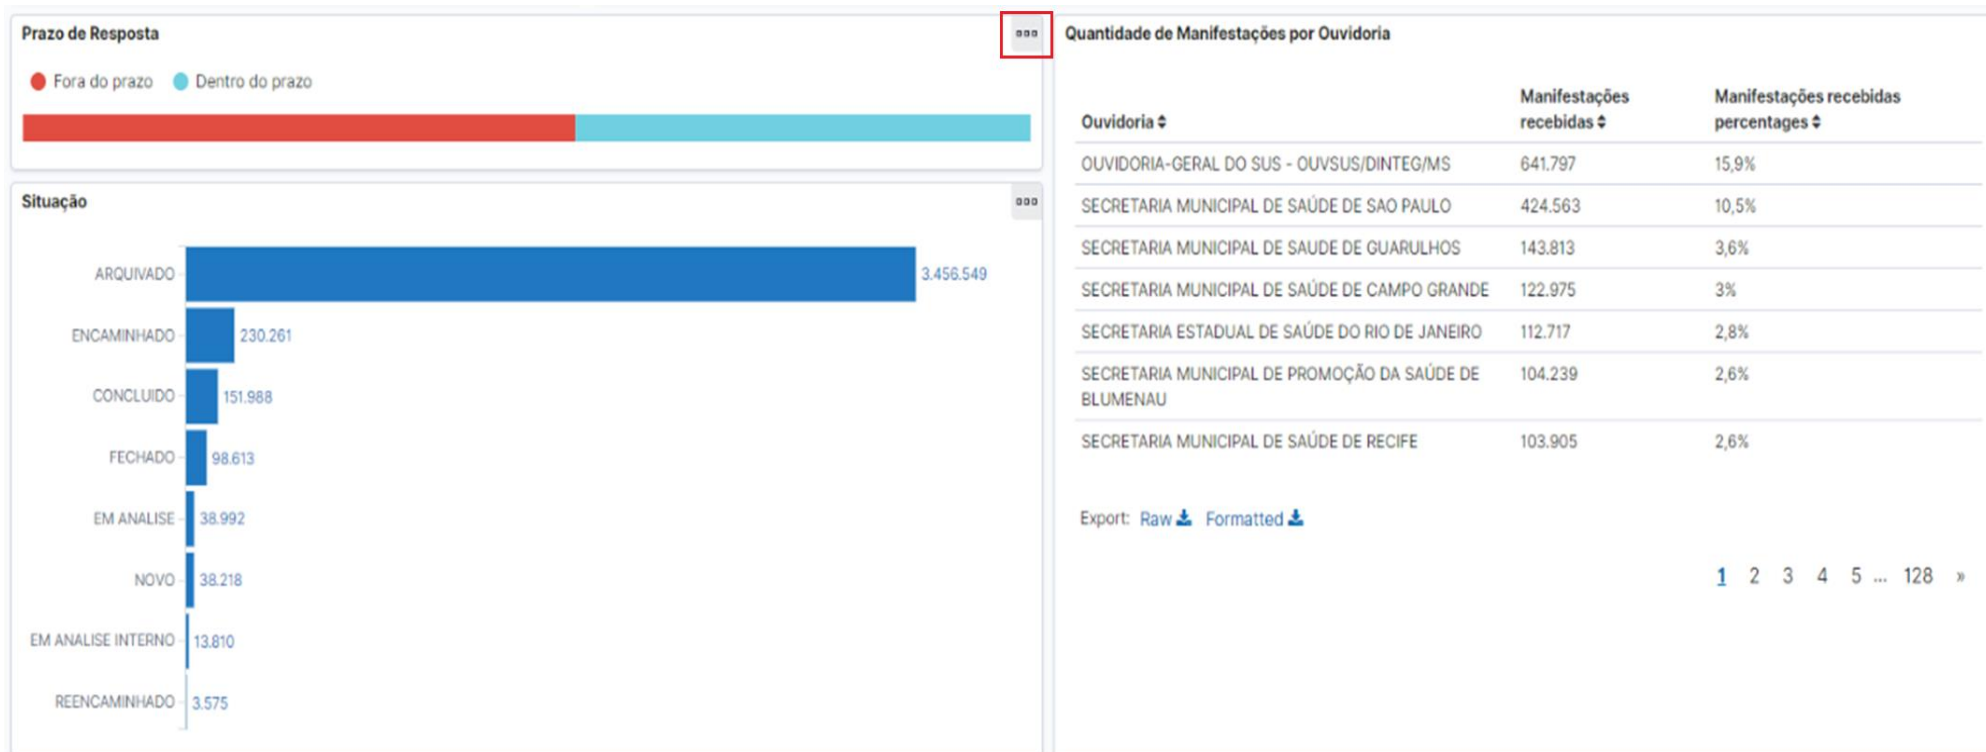 Prazo de Resposta
Fora do prazo Dentro do prazo
Situação
ARQUIVADO 3.456.549
ENCAMINHADO 230.261
CONCLUIDO 151.988
FECHADO 98.613
EM ANALISE 38.992
NOVO 38.218
EM ANALISE INTERNO 13.810
REENCAMINHADO 3.575
Quantidade de Manifestações por Ouvidoria
Ouvidoria Manifestações recebidas Manifestações recebidas percentages
OUVIDORIA-GERAL DO SUS - OUVSUS/DINTEG/MS 641.797 15,9%
SECRETARIA MUNICIPAL DE SAÚDE DE SAO PAULO 424.563 10,5%
SECRETARIA MUNICIPAL DE SAUDE DE GUARULHOS 143.813 3,6%
SECRETARIA MUNICIPAL DE SAÚDE DE CAMPO GRANDE 122.975 3%
SECRETARIA ESTADUAL DE SAÚDE DO RIO DE JANEIRO 112.717 2,8%
SECRETARIA MUNICIPAL DE PROMOÇÃO DA SAÚDE DE 104.239 2,6%
BLUMENAU
SECRETARIA MUNICIPAL DE SAÚDE DE RECIFE 103.905 2,6%
Export: Raw Formatted
1 2 3 4 5 ... 128 »